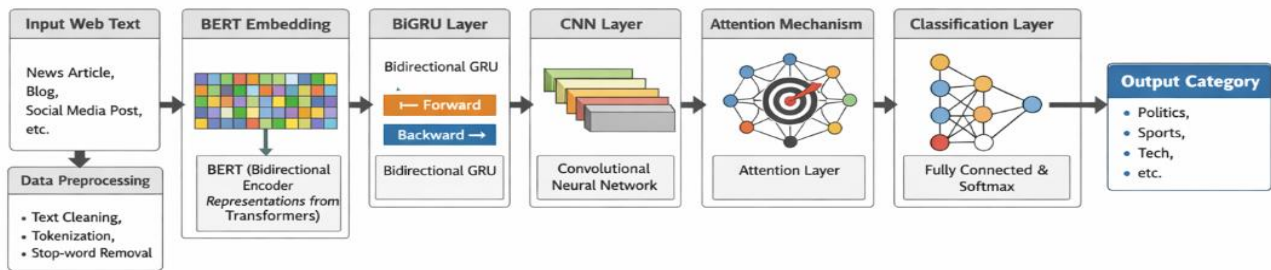 Input Web Text
News Article,
Blog,
Social Media Post,
etc.
Data Preprocessing
• Text Cleaning,
• Tokenization,
• Stop-word Removal
BERT Embedding
BERT (Bidirectional
Encoder
Representations from
Transformers)
BiGRU Layer
Bidirectional GRU
⟵ Forward
Backward →
Bidirectional GRU
CNN Layer
Convolutional
Neural Network
Attention Mechanism
Attention Layer
Classification Layer
Fully Connected &
Softmax
Output Category
• Politics,
• Sports,
• Tech,
• etc.